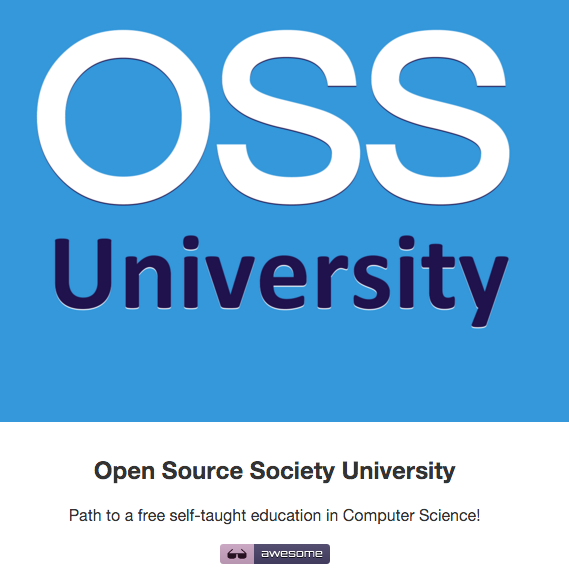 OSS
University
Open Source Society University
Path to a free self-taught education in Computer Science!
awesome